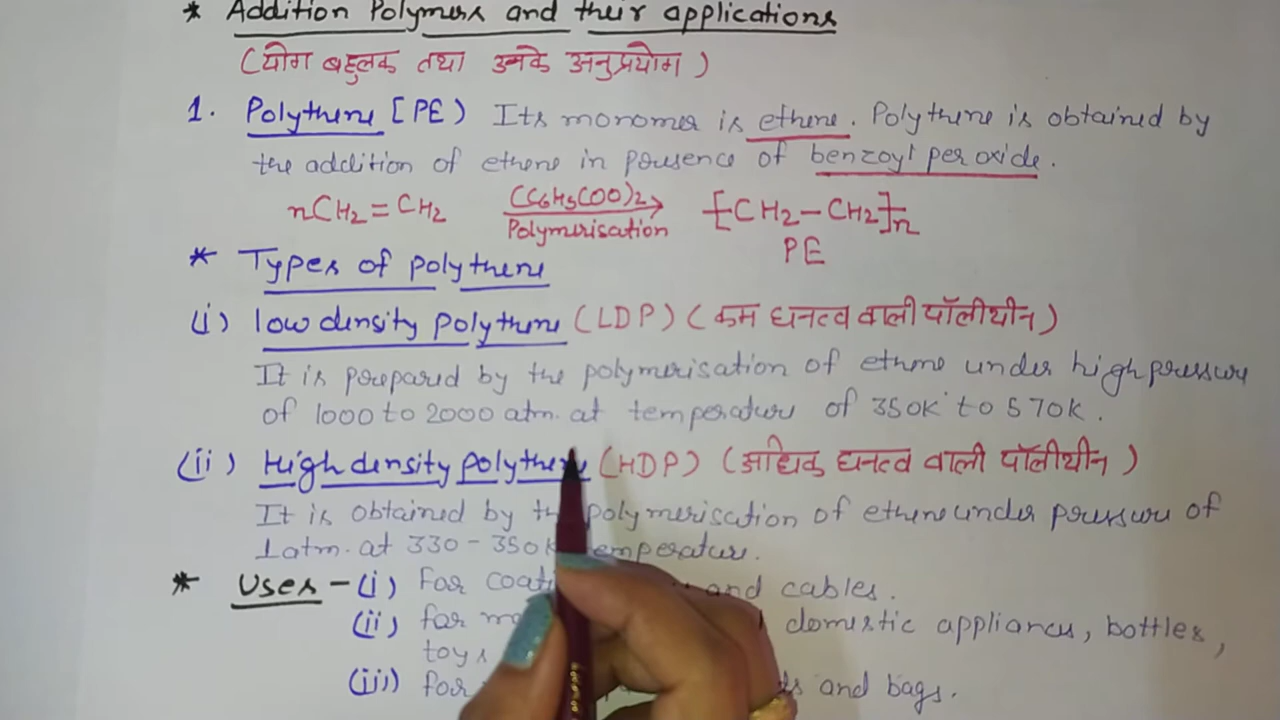 * Addition Polymers and their applications
(योग बहुलक तथा उनके अनुप्रयोग)
1. Polythene [PE) Its monomer is ethene. Polythene is obtained by
the addition of ethene in presence of benzoyl peroxide.
nCH2=CH2 (C6H5COO)2 Polymerisation → -[CH2-CH2]-n
PE
* Types of polythene
(i) low density polythene (LDP) (कम घनत्व वाली पॉलीथीन)
It is prepared by the polymerisation of ethene under high pressure
of 1000 to 2000 atm. at temperature of 350K to 570K.
(ii) High density polythene (HDP) (अधिक घनत्व वाली पॉलीथीन)
It is obtained by polymerisation of ethene under pressure of
1atm. at 330-350K temperature.
* Uses - (i) For and cables.
(ii) for domestic appliances, bottles,
toys
(iii) for and bags.